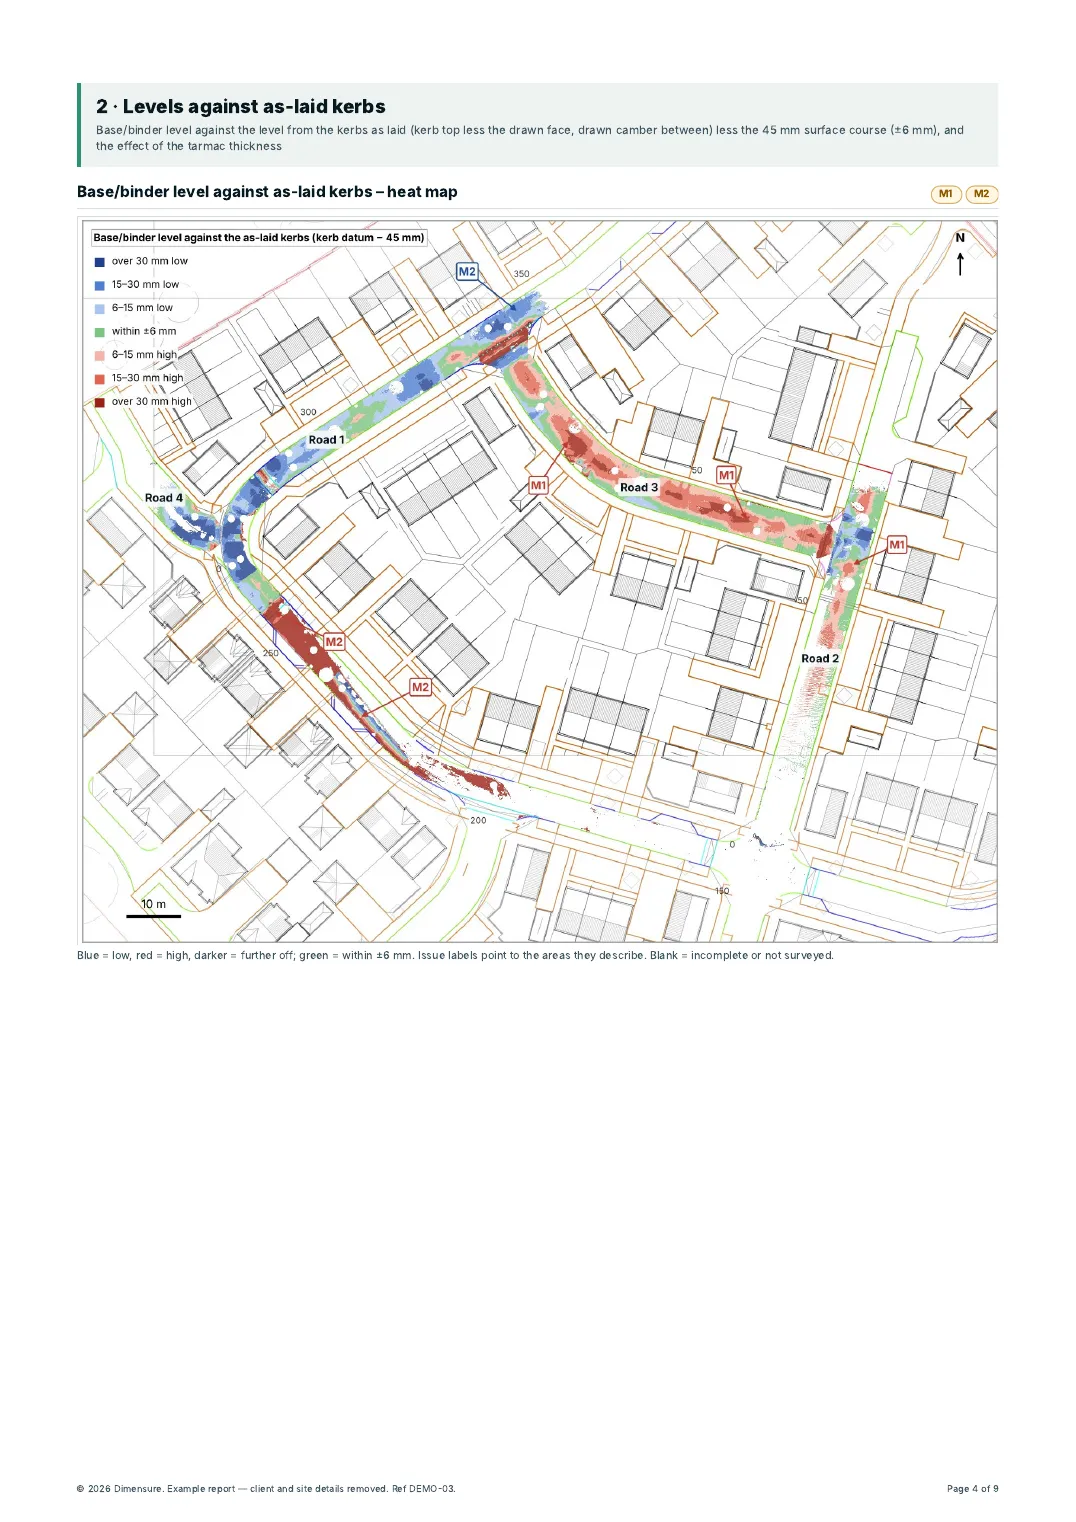 2 · Levels against as-laid kerbs
Base/binder level against the level from the kerbs as laid (kerb top less the drawn face, drawn camber between) less the 45 mm surface course (±6 mm), and
the effect of the tarmac thickness
Base/binder level against as-laid kerbs – heat map
M1 M2
Base/binder level against the as-laid kerbs (kerb datum − 45 mm)
over 30 mm low
15–30 mm low
6–15 mm low
within ±6 mm
6–15 mm high
15–30 mm high
over 30 mm high
N
M2
350
300
Road 1
50
M1
M1
Road 3
Road 4
M1
0
50
M2
250
Road 2
M2
200
0
150
10 m
Blue = low, red = high, darker = further off; green = within ±6 mm. Issue labels point to the areas they describe. Blank = incomplete or not surveyed.
© 2026 Dimensure. Example report — client and site details removed. Ref DEMO-03.
Page 4 of 9